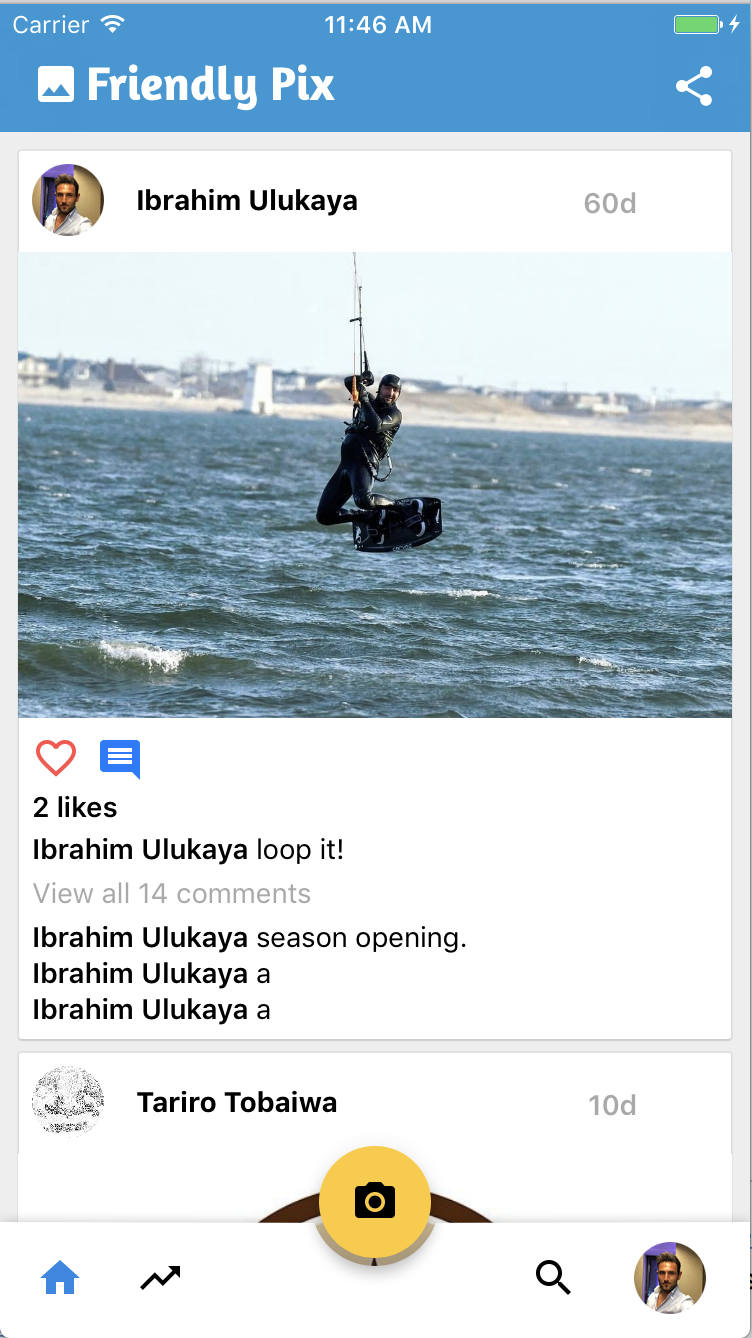 Carrier 11:46 AM
Friendly Pix
Ibrahim Ulukaya 60d
2 likes
Ibrahim Ulukaya loop it!
View all 14 comments
Ibrahim Ulukaya season opening.
Ibrahim Ulukaya a
Ibrahim Ulukaya a
Tariro Tobaiwa 10d